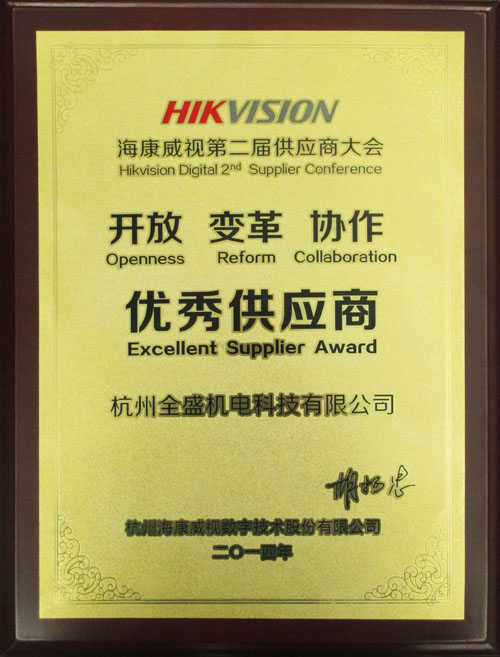 HIKVISION
海康威视第二届供应商大会
Hikvision Digital 2nd Supplier Conference
开放 变革 协作
Openness Reform Collaboration
优秀供应商
Excellent Supplier Award
杭州全盛机电科技有限公司
胡扬忠
杭州海康威视数字技术股份有限公司
二〇一四年